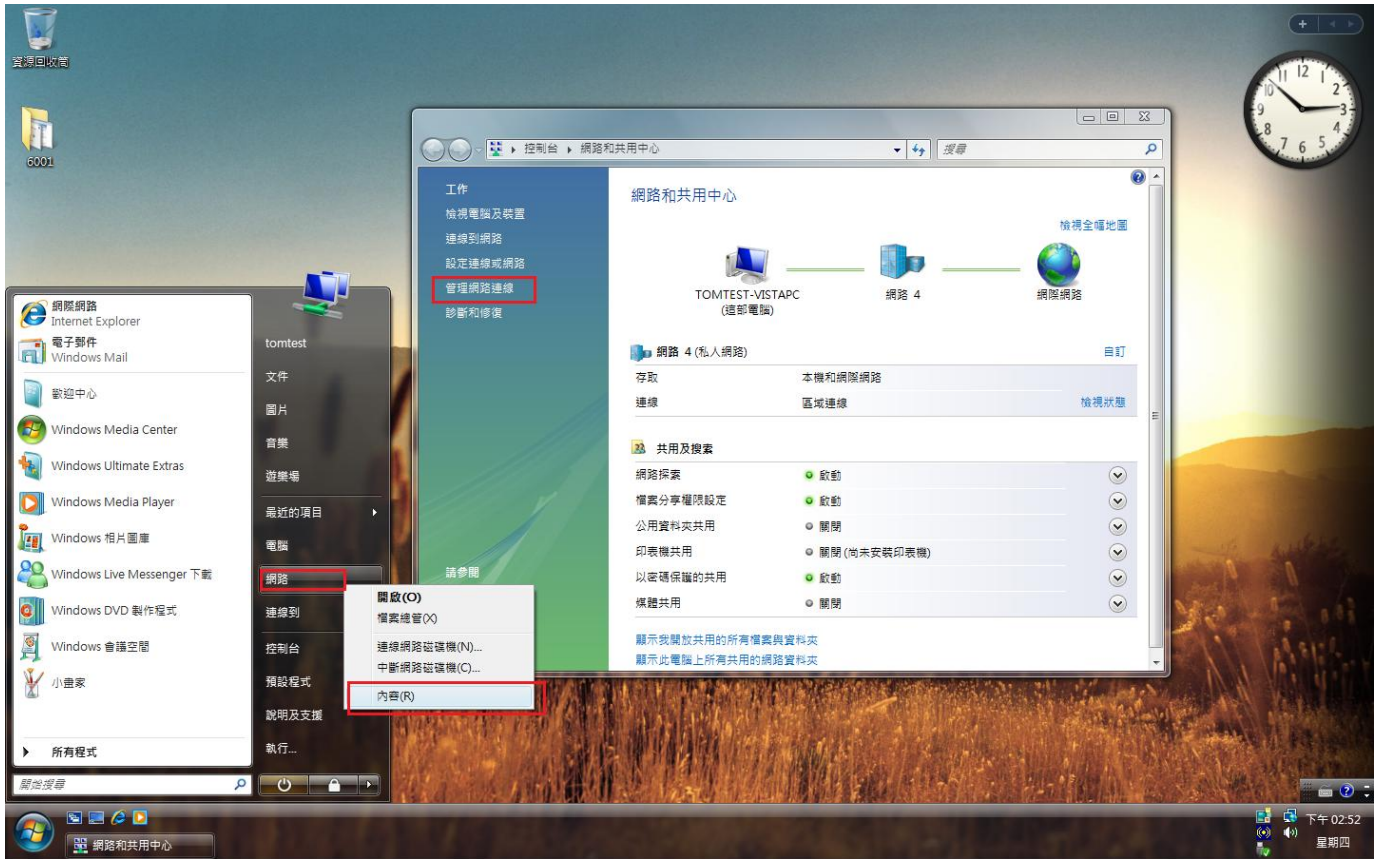 資源回收筒
6001
12
11
1
10
2
9
3
8
4
7
6
5
控制台
網路和共用中心
搜尋
工作
檢視電腦及裝置
連線到網路
設定連線或網路
管理網路連線
診斷和修復
請參閱
網路和共用中心
檢視全幅地圖
TOMTEST-VISTAPC
(這部電腦)
網路 4
網際網路
網路 4 (私人網路)
自訂
存取
本機和網際網路
連線
區域連線
檢視狀態
共用及搜索
網路探索
啟動
檔案分享權限設定
啟動
公用資料夾共用
關閉
印表機共用
關閉 (尚未安裝印表機)
以密碼保護的共用
啟動
媒體共用
關閉
顯示我開放共用的所有檔案與資料夾
顯示此電腦上所有共用的網路資料夾
網際網路
Internet Explorer
電子郵件
Windows Mail
歡迎中心
Windows Media Center
Windows Ultimate Extras
Windows Media Player
Windows 相片圖庫
Windows Live Messenger 下載
Windows DVD 製作程式
Windows 會議空間
小畫家
所有程式
開始搜尋
tomtest
文件
圖片
音樂
遊樂場
最近的項目
電腦
網路
連線到
控制台
預設程式
說明及支援
執行...
開啟(O)
檔案總管(X)
連線網路磁碟機(N)...
中斷網路磁碟機(C)...
內容(R)
網路和共用中心
下午 02:52
星期四